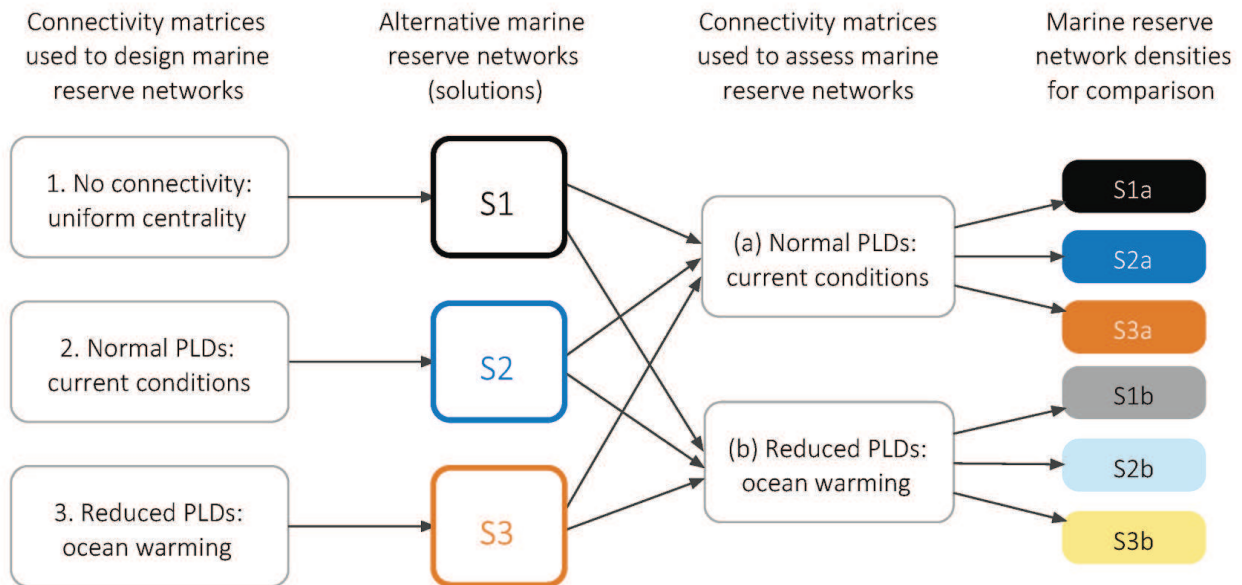 Connectivity matrices
used to design marine
reserve networks
Alternative marine
reserve networks
(solutions)
Connectivity matrices
used to assess marine
reserve networks
Marine reserve
network densities
for comparison
1. No connectivity:
uniform centrality
2. Normal PLDs:
current conditions
3. Reduced PLDs:
ocean warming
S1
S2
S3
(a) Normal PLDs:
current conditions
(b) Reduced PLDs:
ocean warming
S1a
S2a
S3a
S1b
S2b
S3b